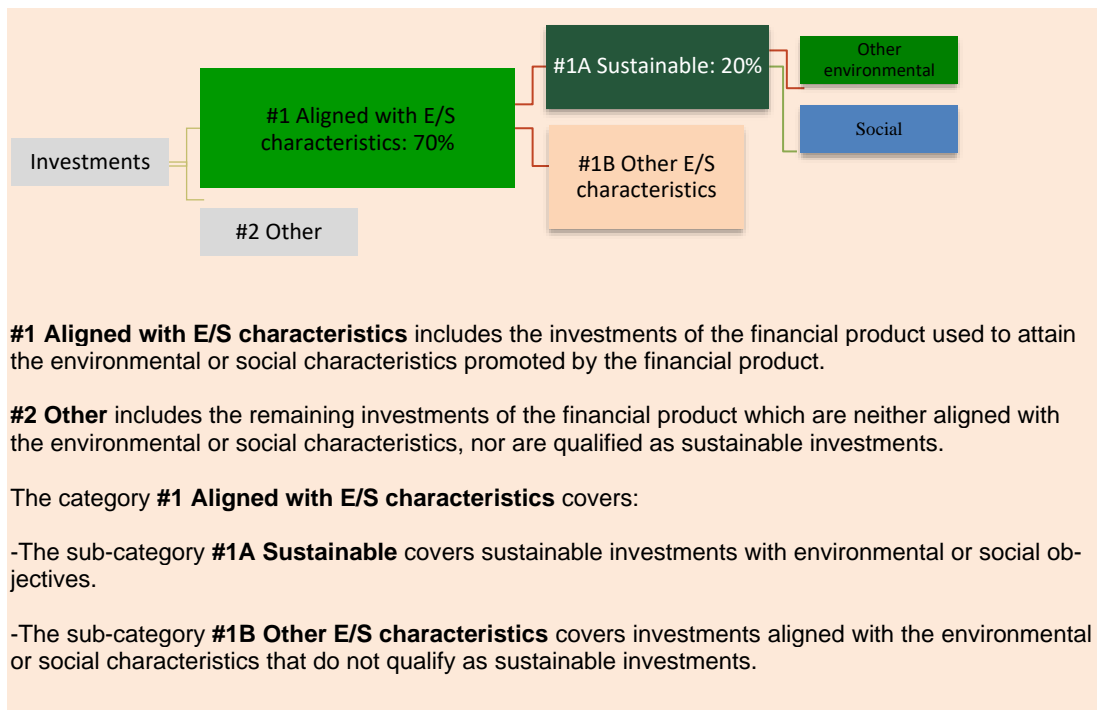 Investments
#1 Aligned with E/S
characteristics: 70%
#2 Other
#1A Sustainable: 20%
#1B Other E/S
characteristics
Other
environmental
Social
#1 Aligned with E/S characteristics includes the investments of the financial product used to attain
the environmental or social characteristics promoted by the financial product.
#2 Other includes the remaining investments of the financial product which are neither aligned with
the environmental or social characteristics, nor are qualified as sustainable investments.
The category #1 Aligned with E/S characteristics covers:
-The sub-category #1A Sustainable covers sustainable investments with environmental or social ob-
jectives.
-The sub-category #1B Other E/S characteristics covers investments aligned with the environmental
or social characteristics that do not qualify as sustainable investments.